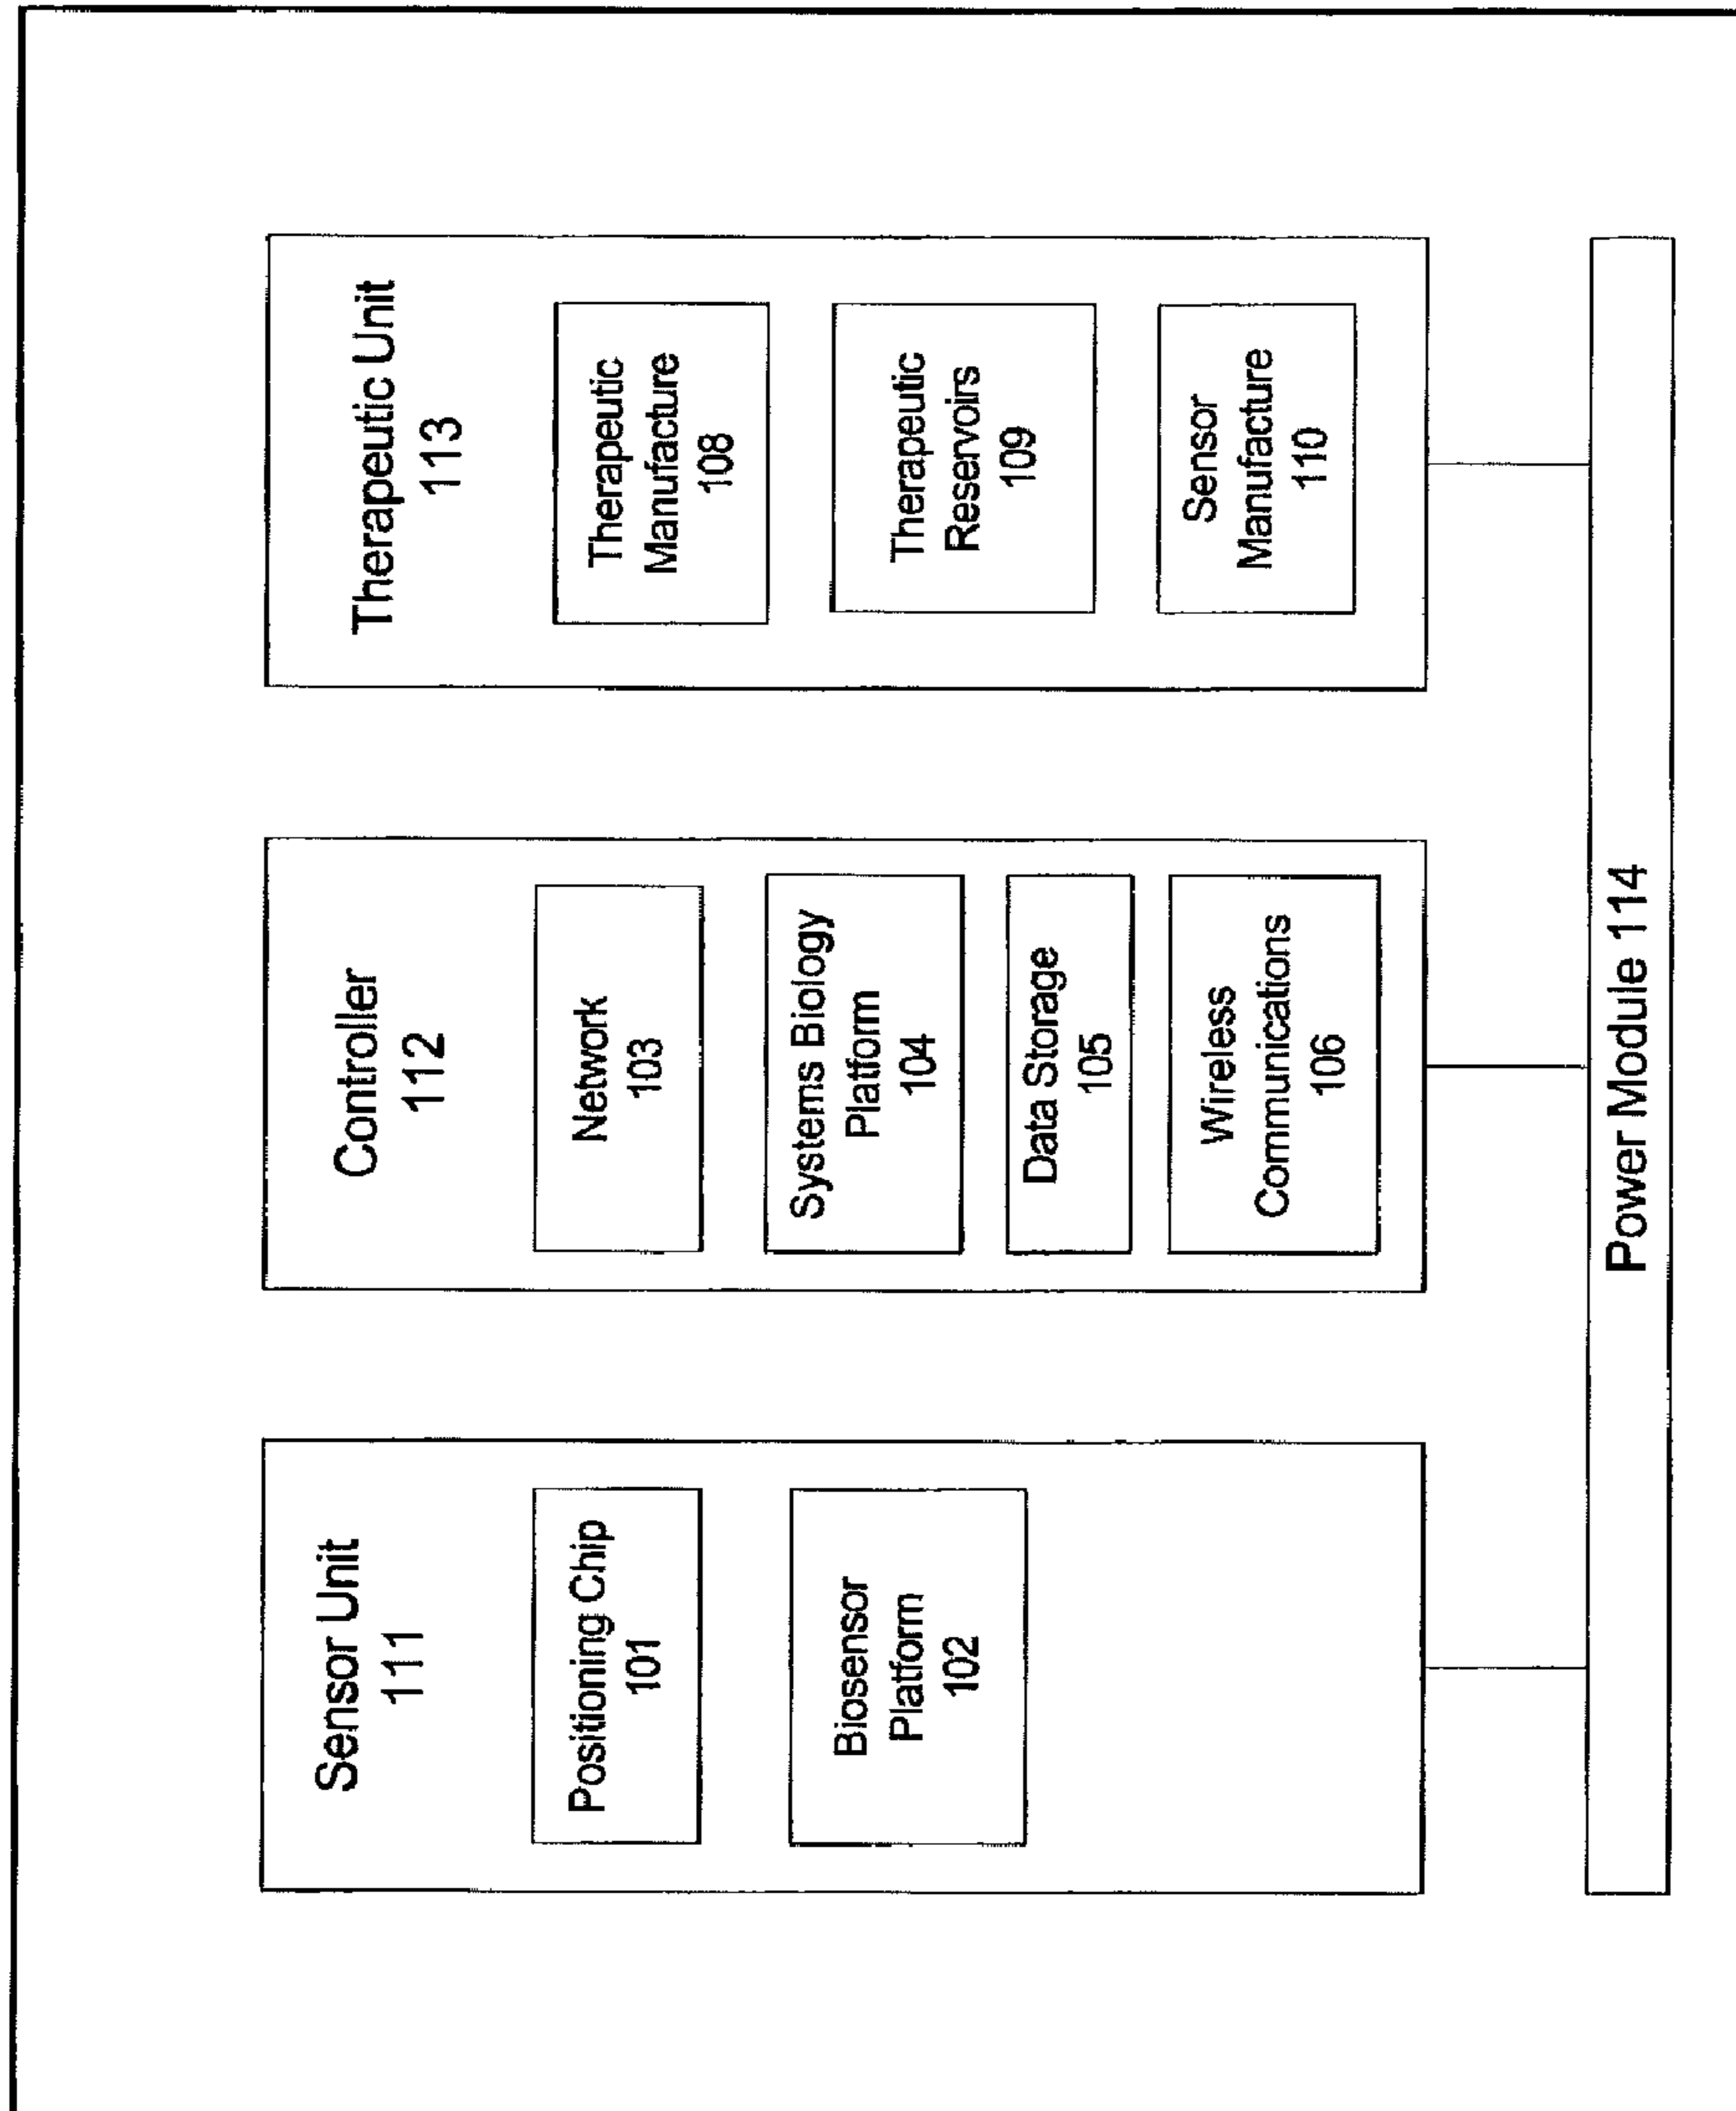 Sensor Unit
111
Positioning Chip
101
Biosensor
Platform
102
Controller
112
Network
103
Systems Biology
Platform
104
Data Storage
105
Wireless
Communications
106
Therapeutic Unit
113
Therapeutic
Manufacture
108
Therapeutic
Reservoirs
109
Sensor
Manufacture
110
Power Module 114